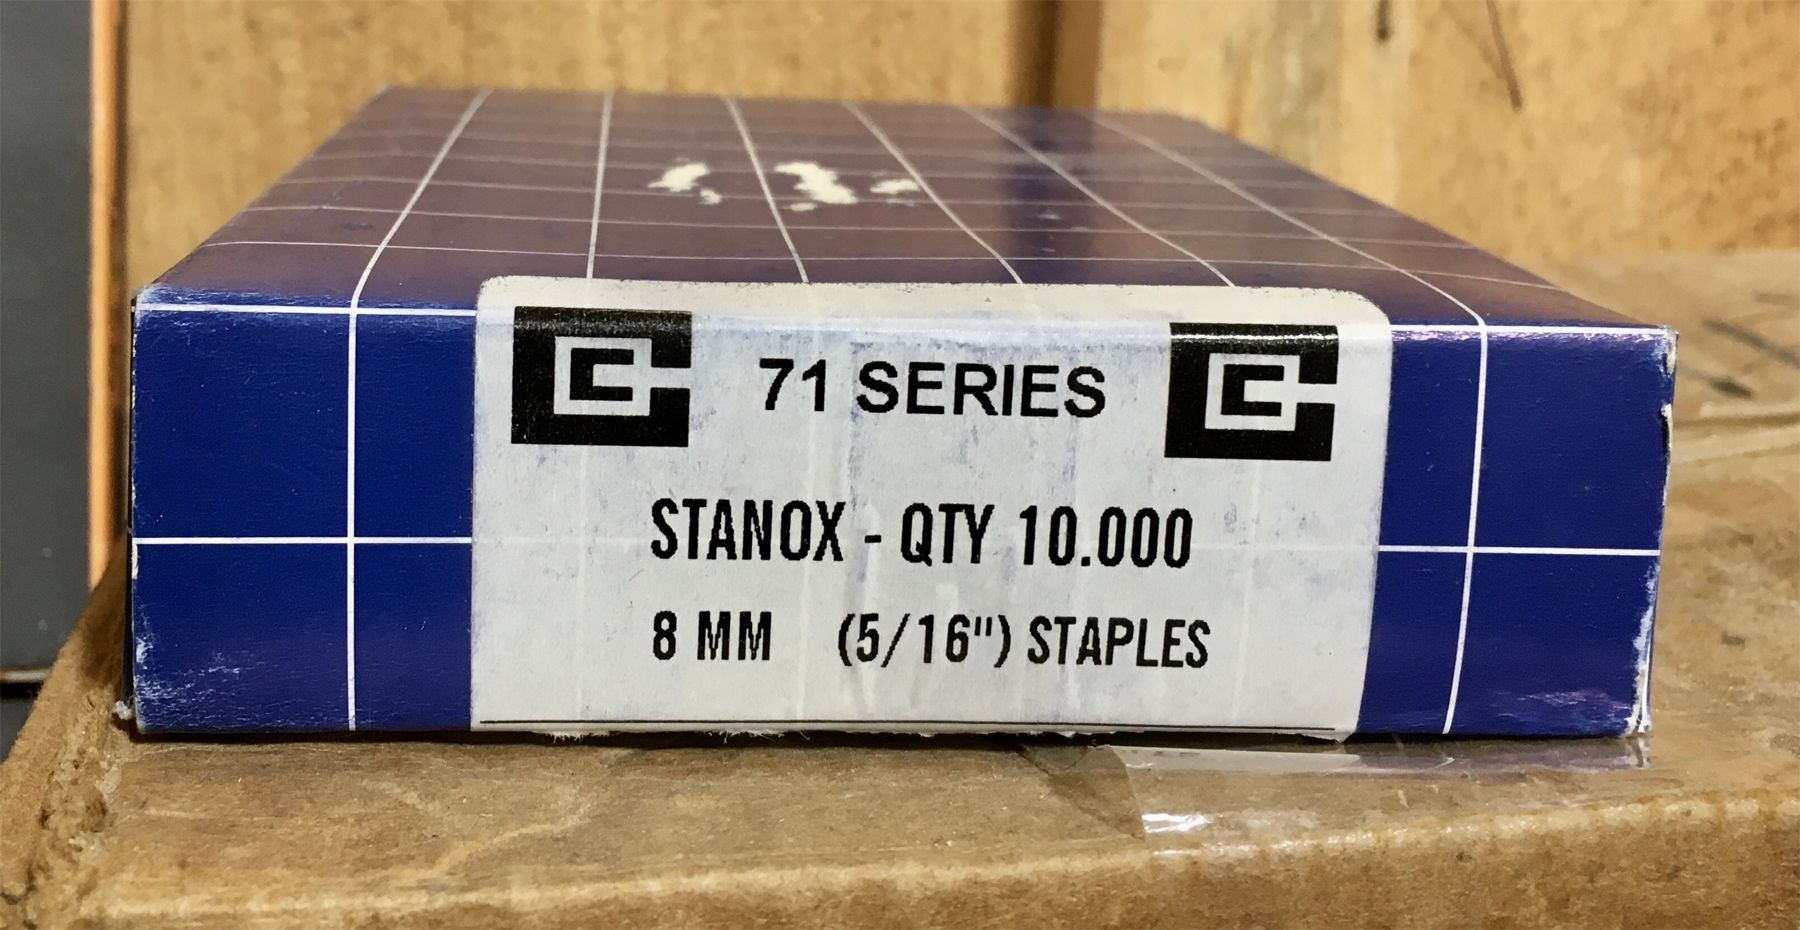 71 SERIES
STANOX - QTY 10.000
8 MM (5/16") STAPLES